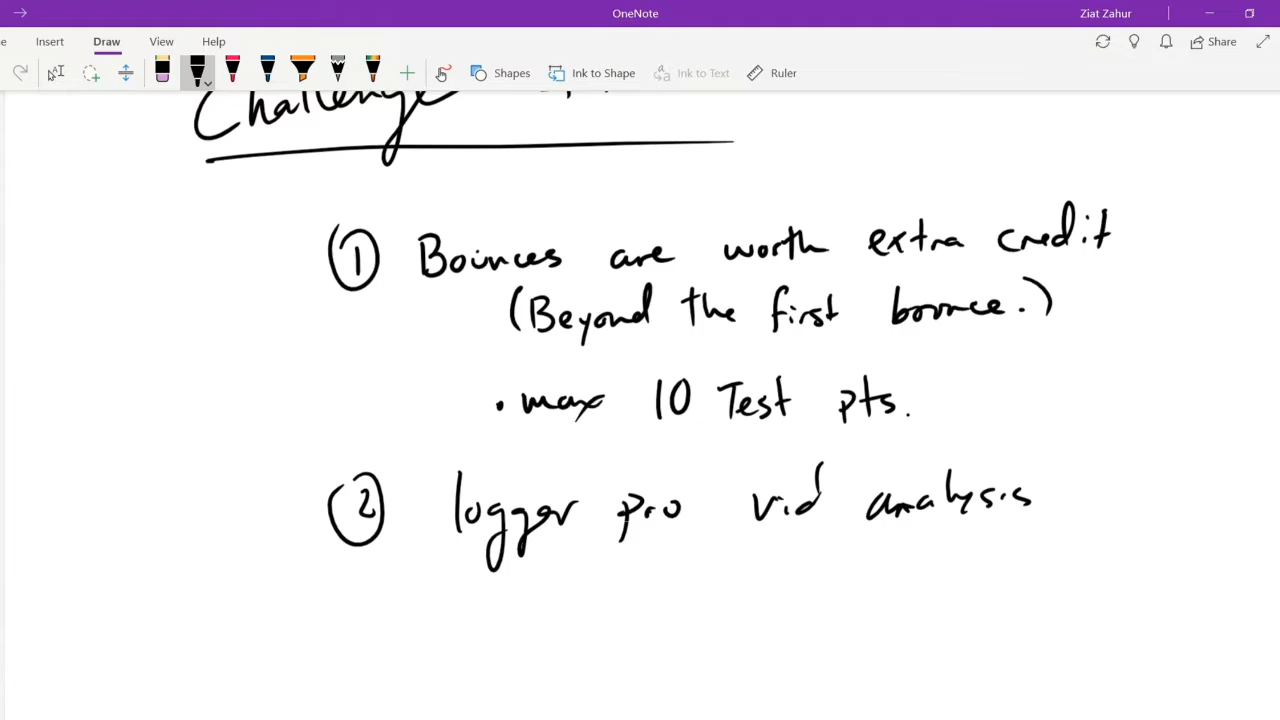 OneNote
Ziat Zahur
Insert Draw View Help
Share
Shapes Ink to Shape Ink to Text Ruler
Challenge
① Bounces are worth extra credit
(Beyond the first bounce.)
• max 10 Test pts.
② logger pro vid analysis